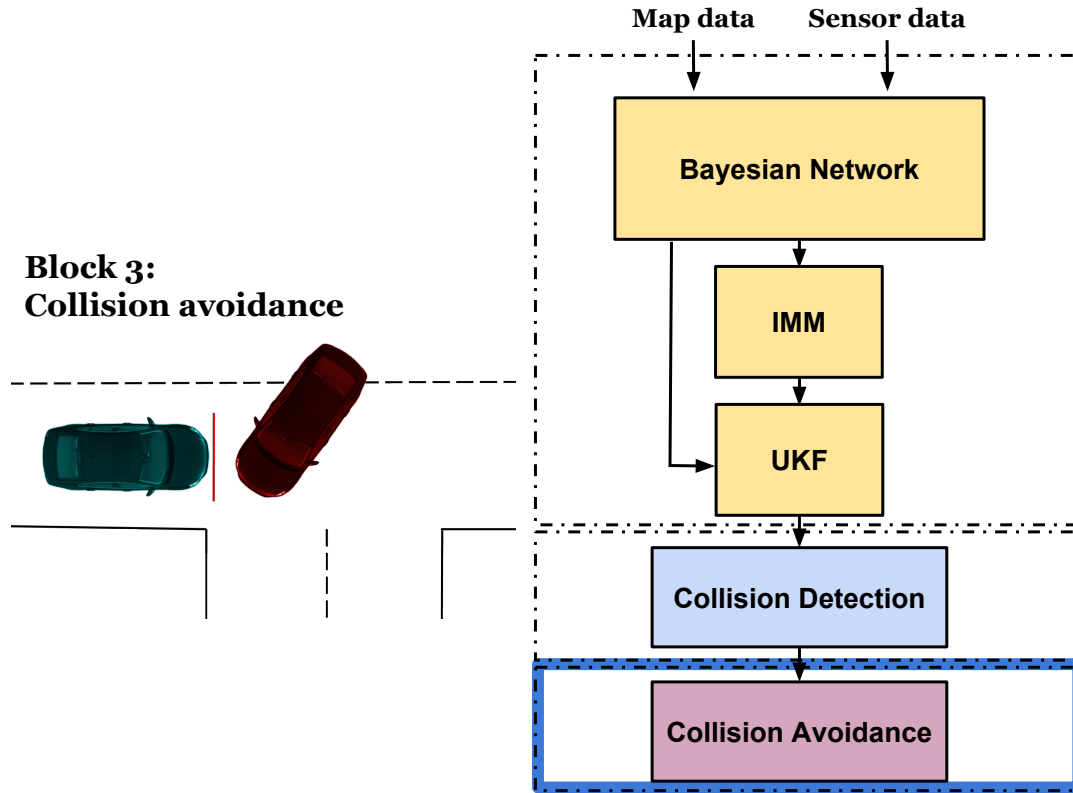 Map data
Sensor data
Bayesian Network
Block 3:
Collision avoidance
IMM
UKF
Collision Detection
Collision Avoidance